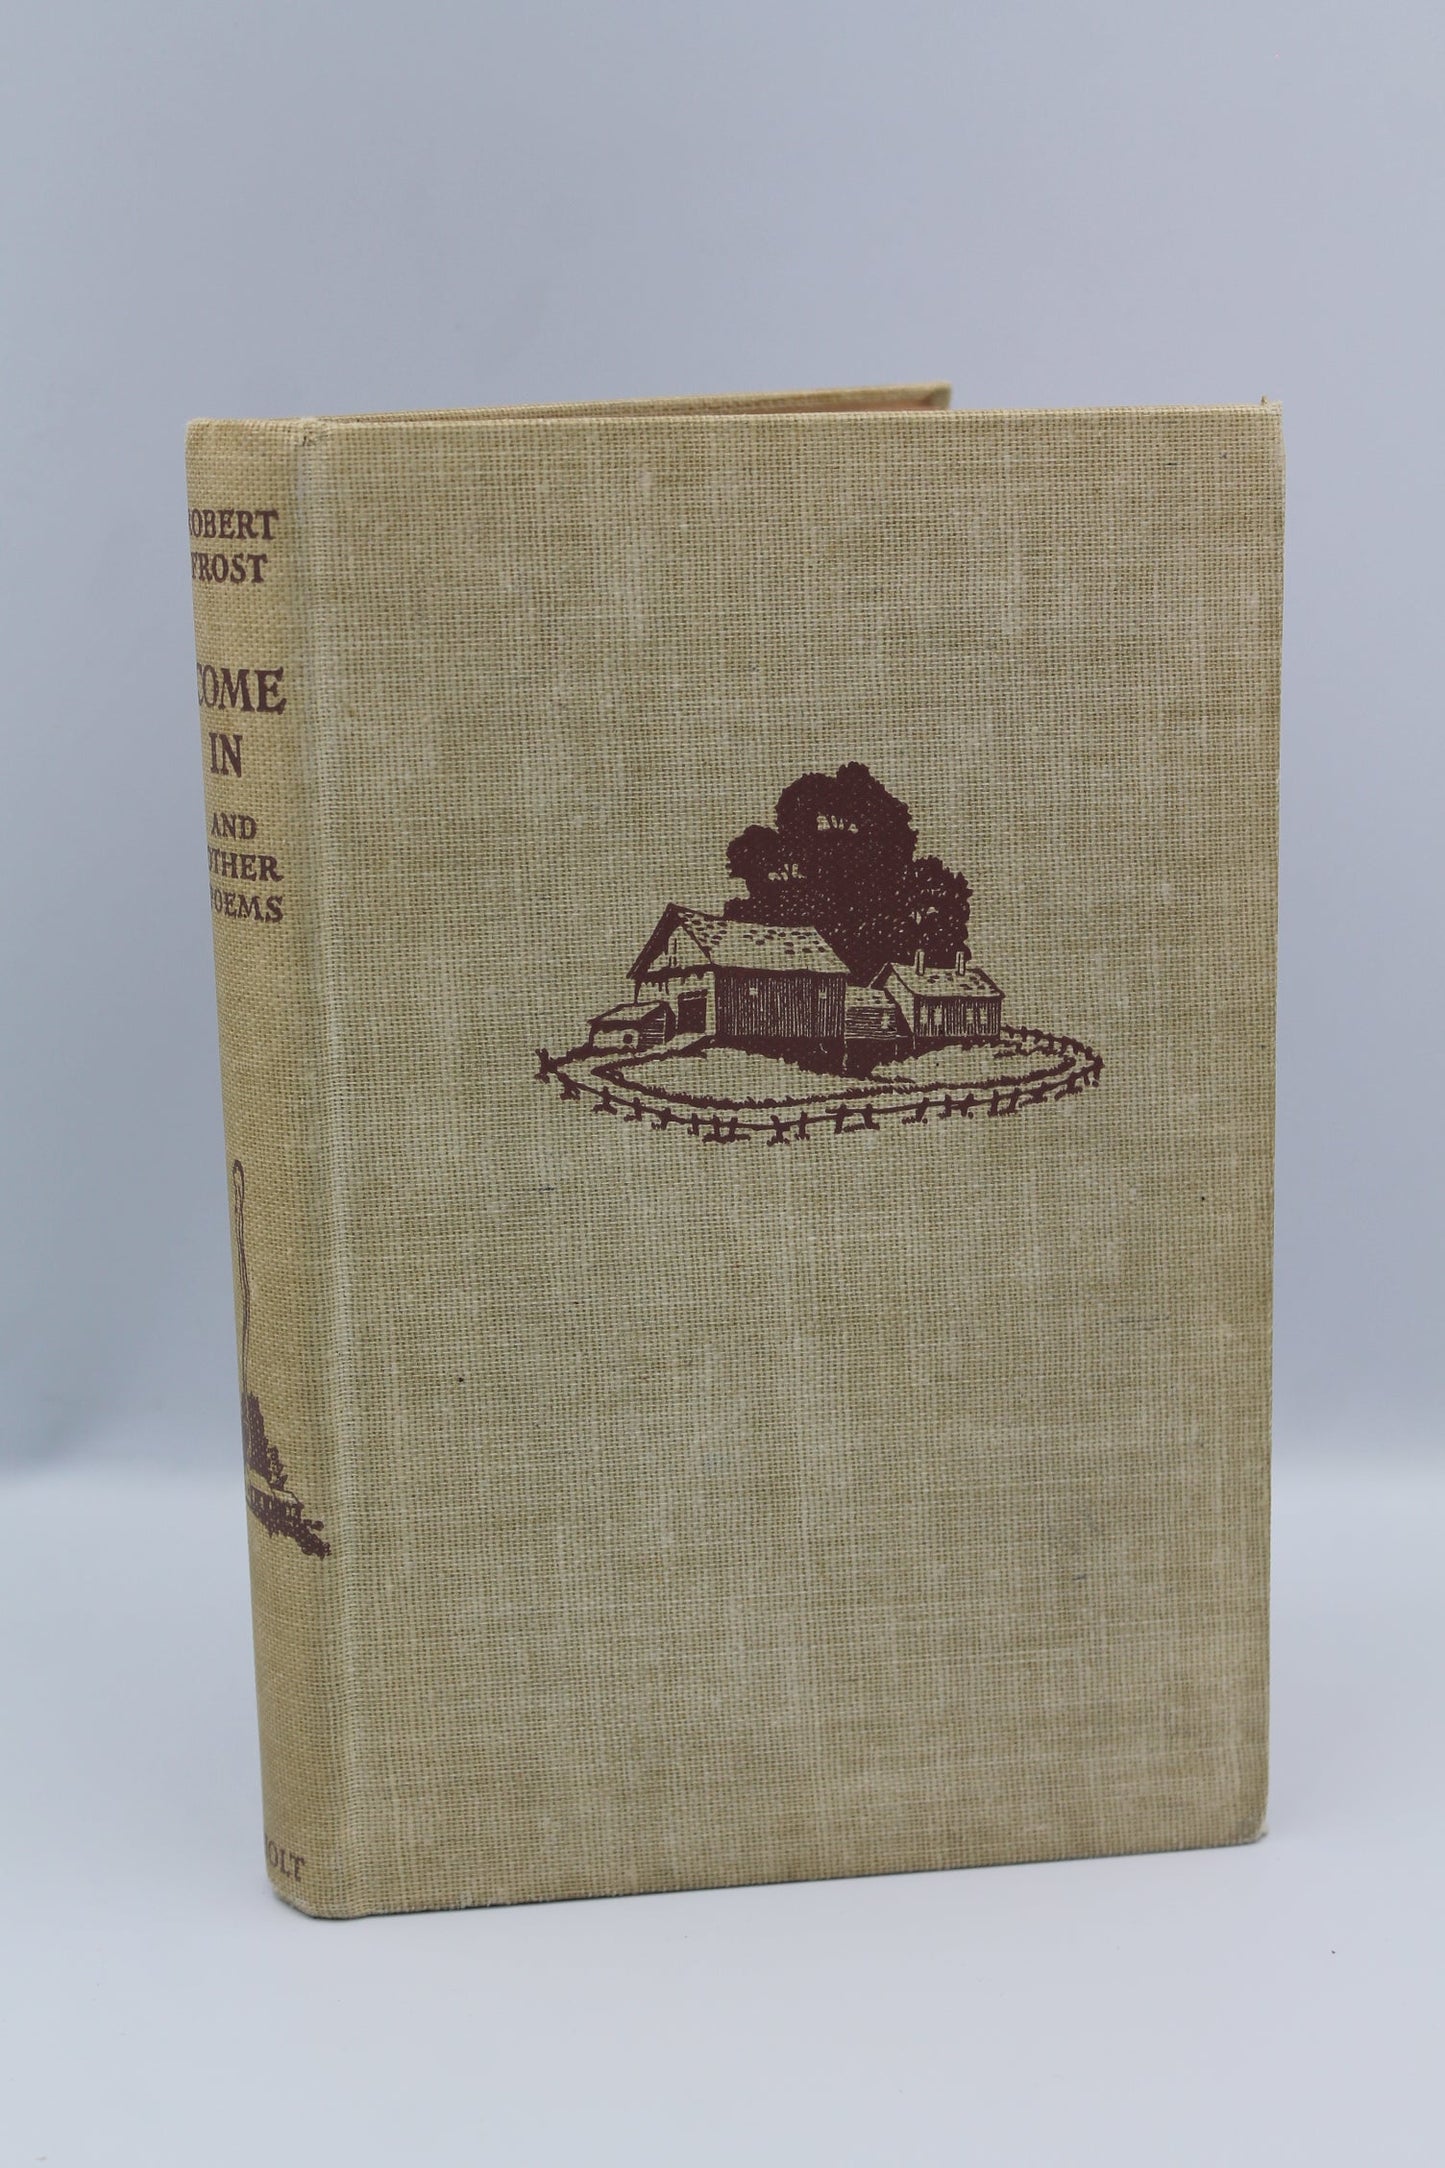 ROBERT
FROST
COME
IN
AND
OTHER
POEMS
HOLT